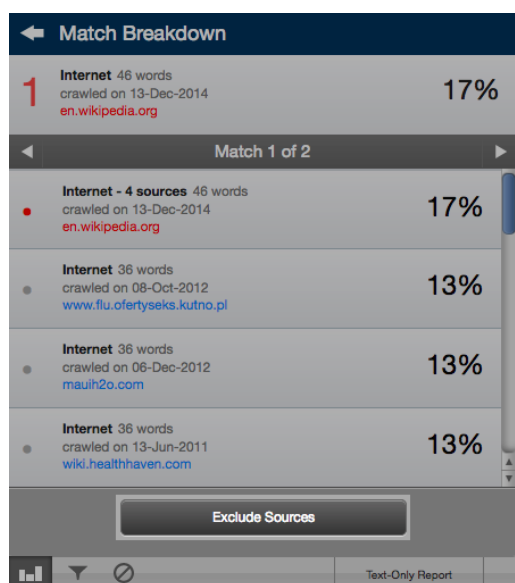 Match Breakdown
1
Internet 46 words
crawled on 13-Dec-2014
en.wikipedia.org
17%
Match 1 of 2
Internet - 4 sources 46 words
crawled on 13-Dec-2014
en.wikipedia.org
17%
Internet 36 words
crawled on 08-Oct-2012
www.flu.ofertyseks.kutno.pl
13%
Internet 36 words
crawled on 06-Dec-2012
mauih2o.com
13%
Internet 36 words
crawled on 13-Jun-2011
wiki.healthhaven.com
13%
Exclude Sources
Text-Only Report